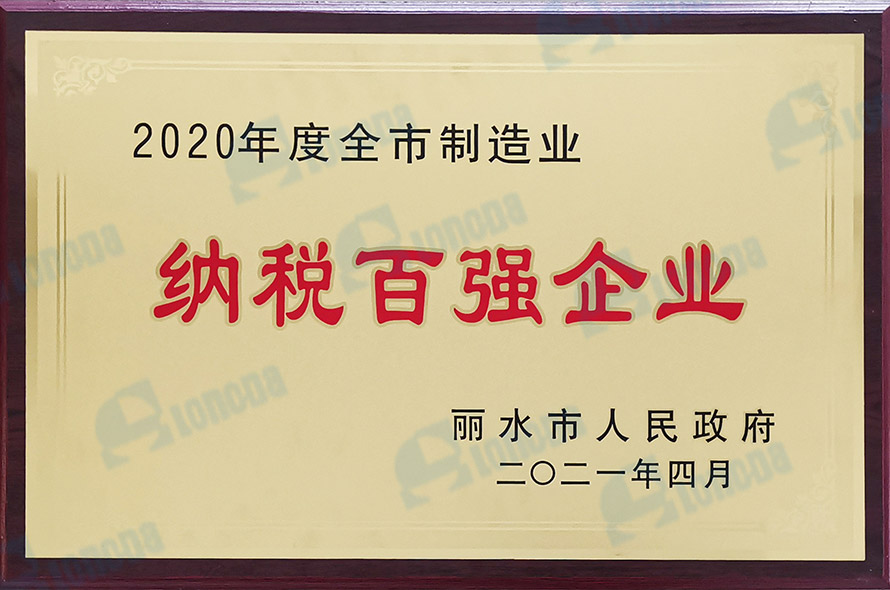 2020年度全市制造业
纳税百强企业
丽水市人民政府
二〇二一年四月